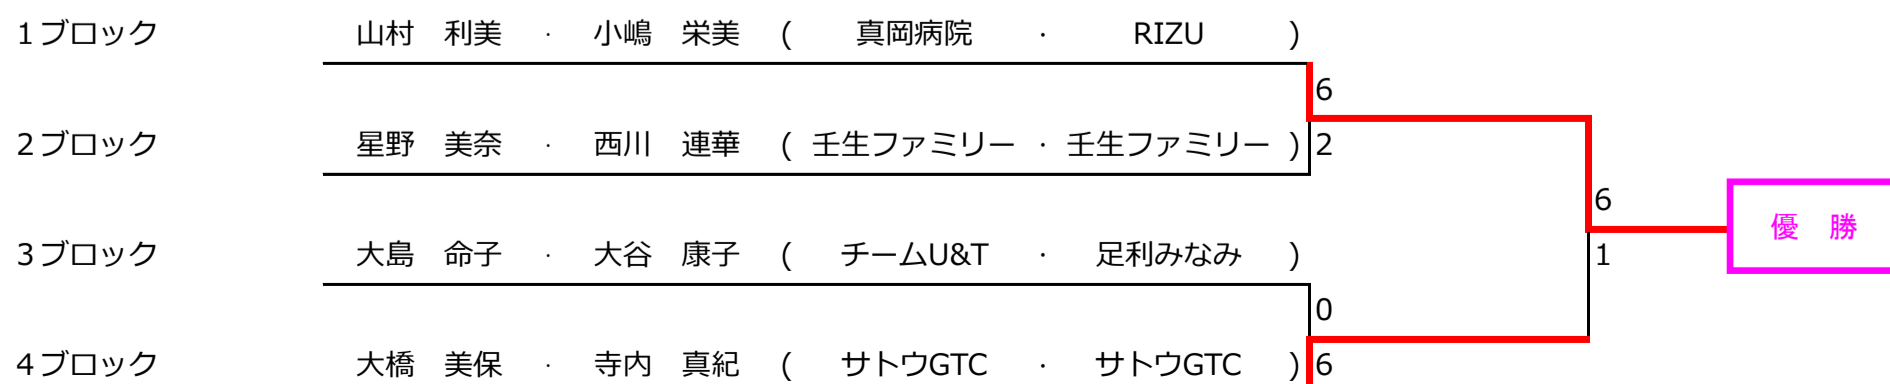 1ブロック 山村 利美 · 小嶋 栄美 ( 真岡病院 · RIZU )
6
2ブロック 星野 美奈 · 西川 連華 ( 壬生ファミリー · 壬生ファミリー ) 2
6
優 勝
3ブロック 大島 命子 · 大谷 康子 ( チームU&T · 足利みなみ ) 1
0
4ブロック 大橋 美保 · 寺内 真紀 ( サトウGTC · サトウGTC ) 6